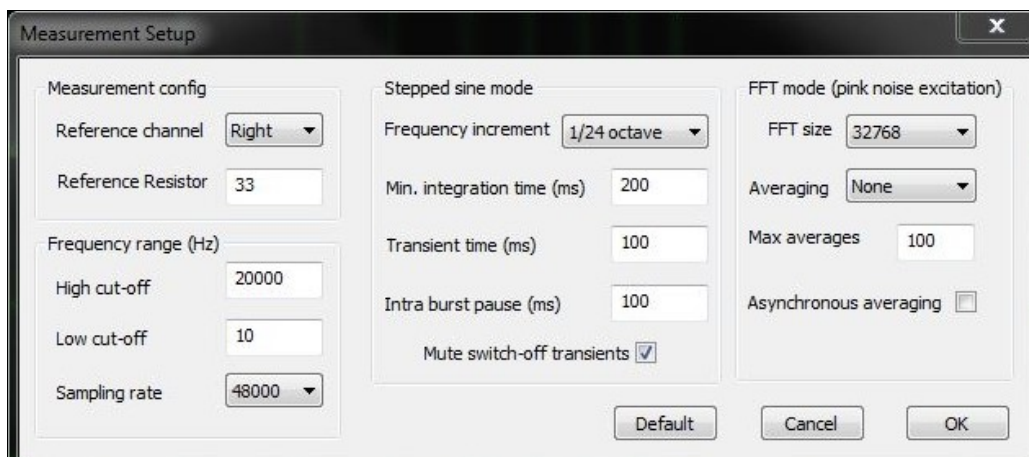 Measurement Setup
X
Measurement config
Reference channel Right
Reference Resistor 33
Frequency range (Hz)
High cut-off 20000
Low cut-off 10
Sampling rate 48000
Stepped sine mode
Frequency increment 1/24 octave
Min. integration time (ms) 200
Transient time (ms) 100
Intra burst pause (ms) 100
Mute switch-off transients
FFT mode (pink noise excitation)
FFT size 32768
Averaging None
Max averages 100
Asynchronous averaging
Default
Cancel
OK